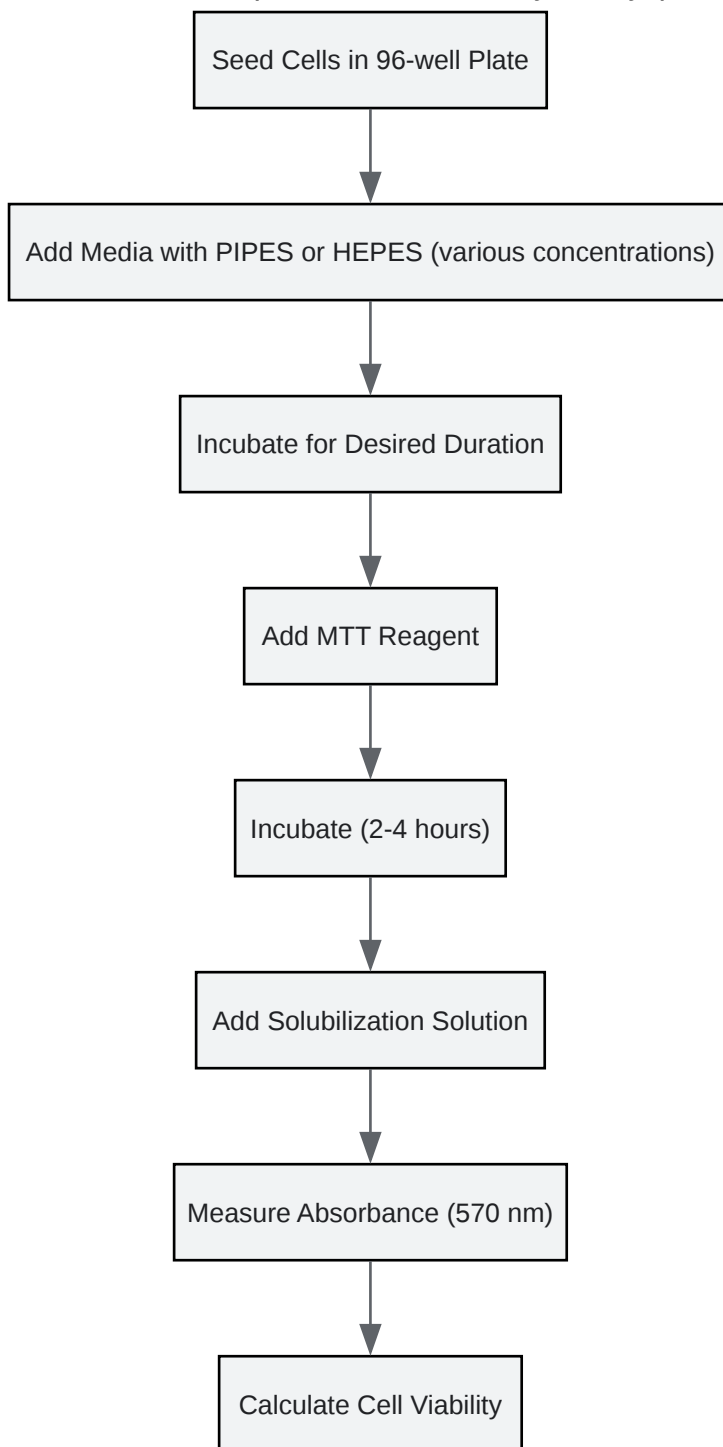 Seed Cells in 96-well Plate
Add Media with PIPES or HEPES (various concentrations)
Incubate for Desired Duration
Add MTT Reagent
Incubate (2-4 hours)
Add Solubilization Solution
Measure Absorbance (570 nm)
Calculate Cell Viability